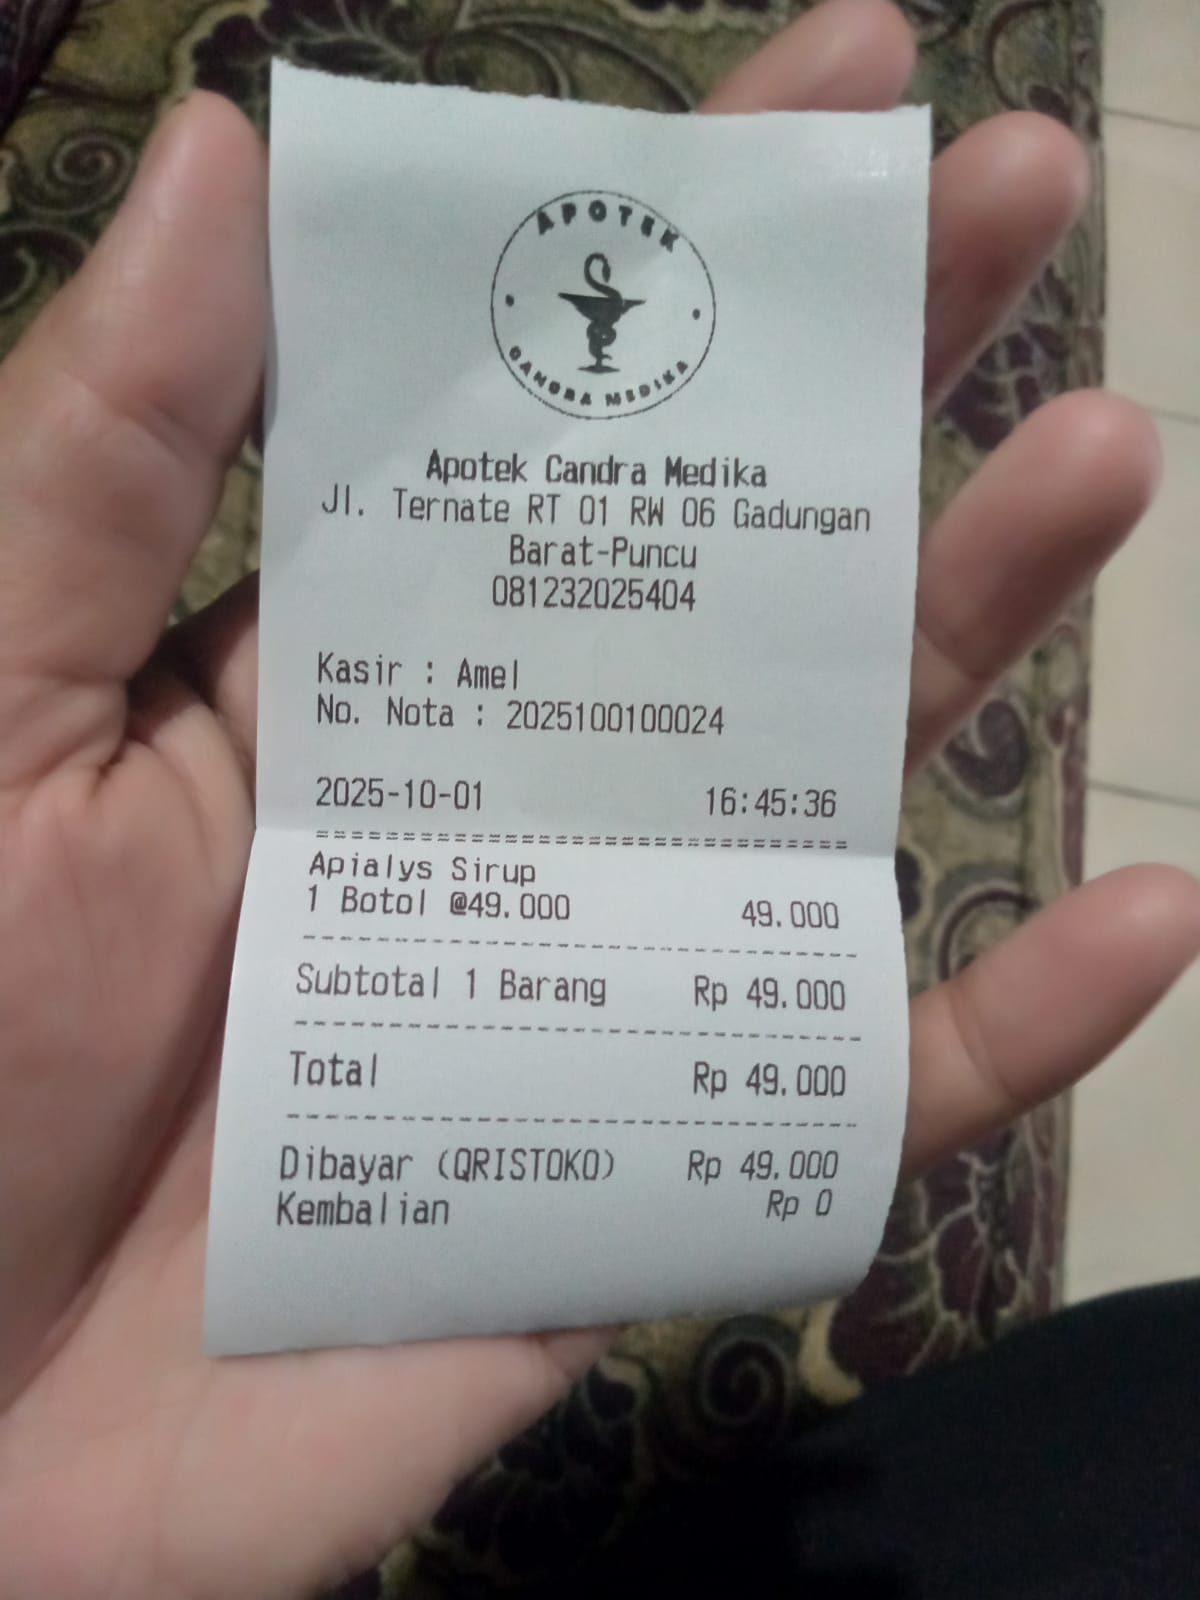 APOTEK
CANDRA MEDIKA
Apotek Candra Medika
Jl. Ternate RT 01 RW 06 Gadungan
Barat-Puncu
081232025404
Kasir : Amel
No. Nota : 2025100100024
2025-10-01 16:45:36
==============================
Apialys Sirup
1 Botol @49.000 49.000
------------------------------
Subtotal 1 Barang Rp 49.000
------------------------------
Total Rp 49.000
------------------------------
Dibayar (QRISTOKO) Rp 49.000
Kembalian Rp 0